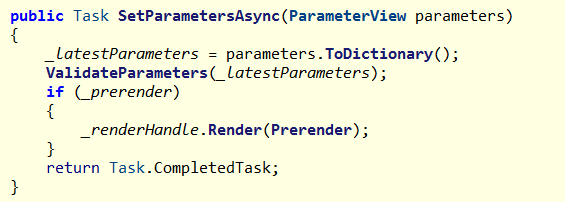 public Task SetParametersAsync(ParameterView parameters)
{
    _latestParameters = parameters.ToDictionary();
    ValidateParameters(_latestParameters);
    if (_prerender)
    {
        _renderHandle.Render(Prerender);
    }
    return Task.CompletedTask;
}